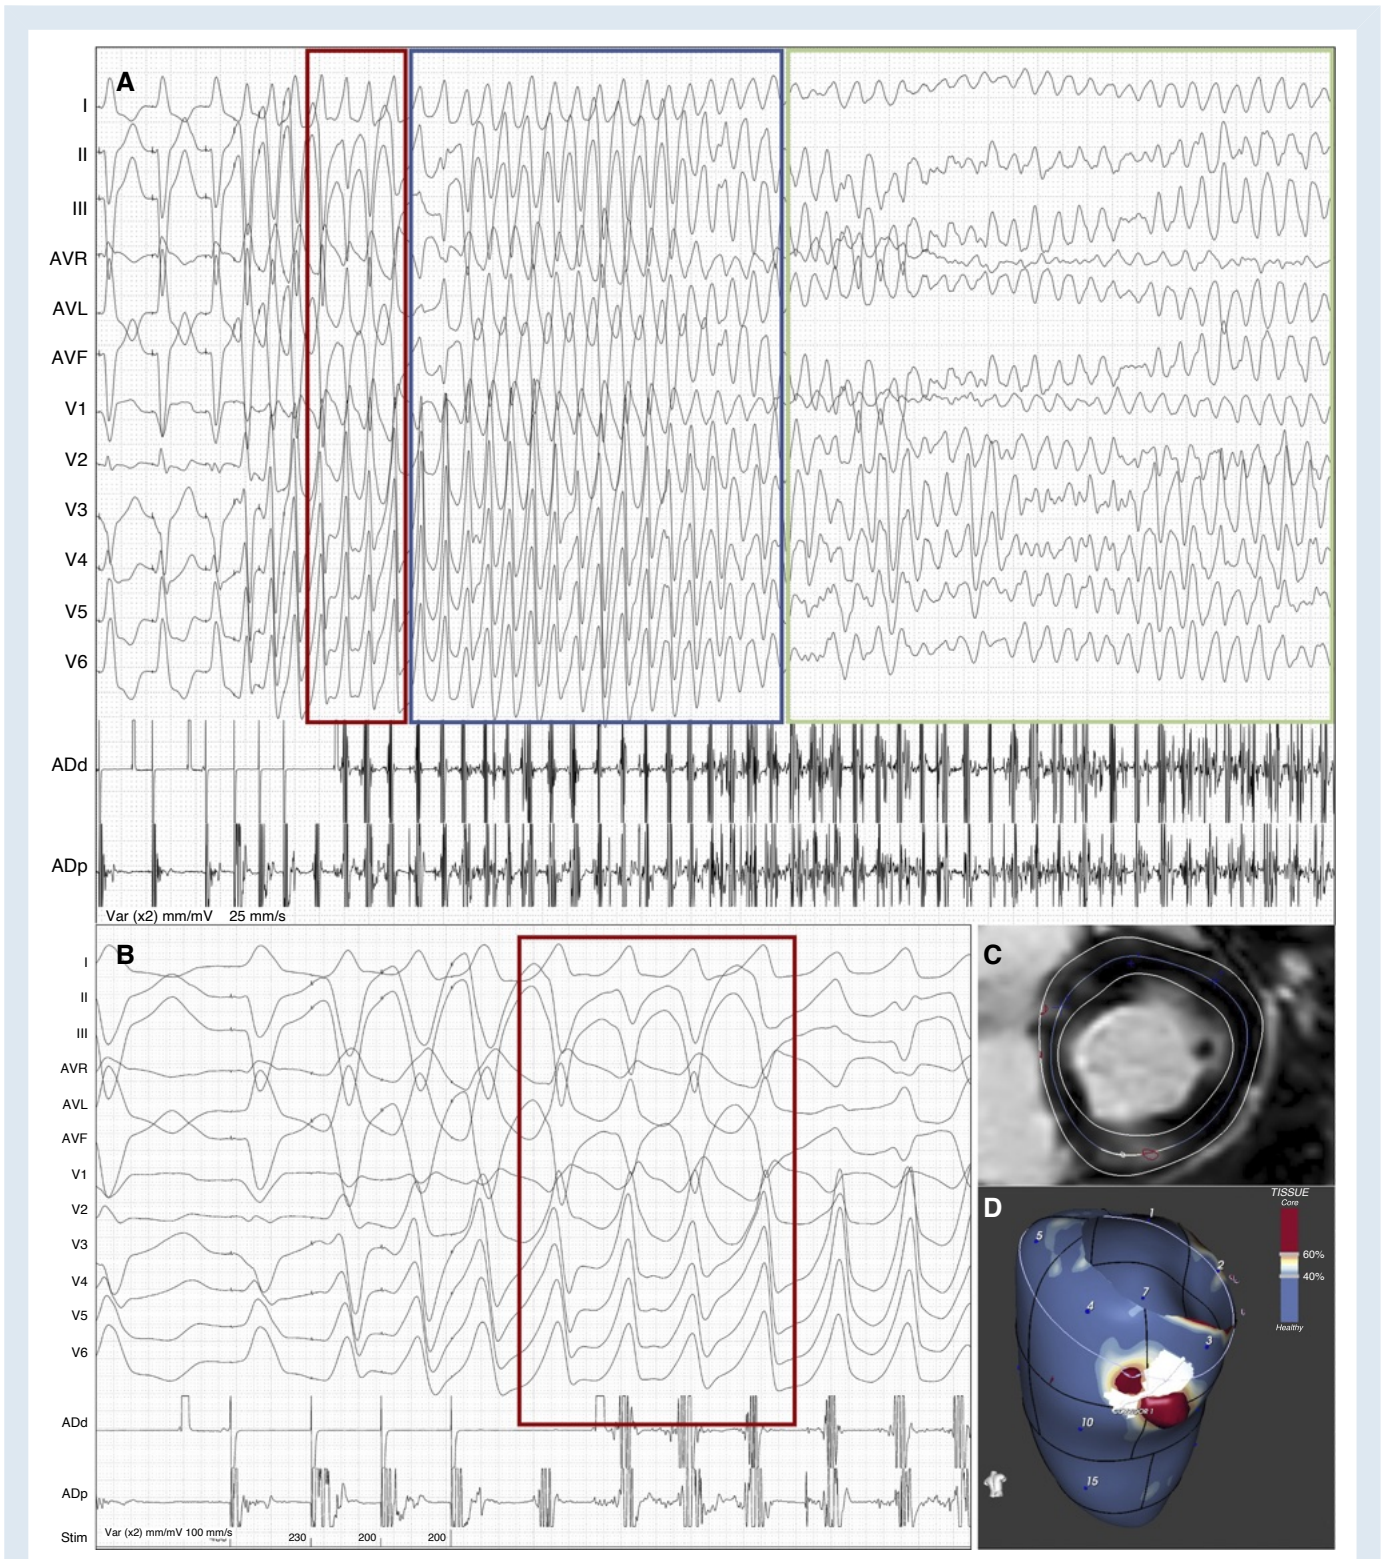 A
I
II
III
AVR
AVL
AVF
V1
V2
V3
V4
V5
V6
ADd
ADp
Var (x2) mm/mV 25 mm/s
B
I
II
III
AVR
AVL
AVF
V1
V2
V3
V4
V5
V6
ADd
ADp
Stim
Var (x2) mm/mV 100 mm/s
230
200
200
C
D
TISSUE
Core
60%
40%
Healthy
1
5
2
7
4
3
10
15